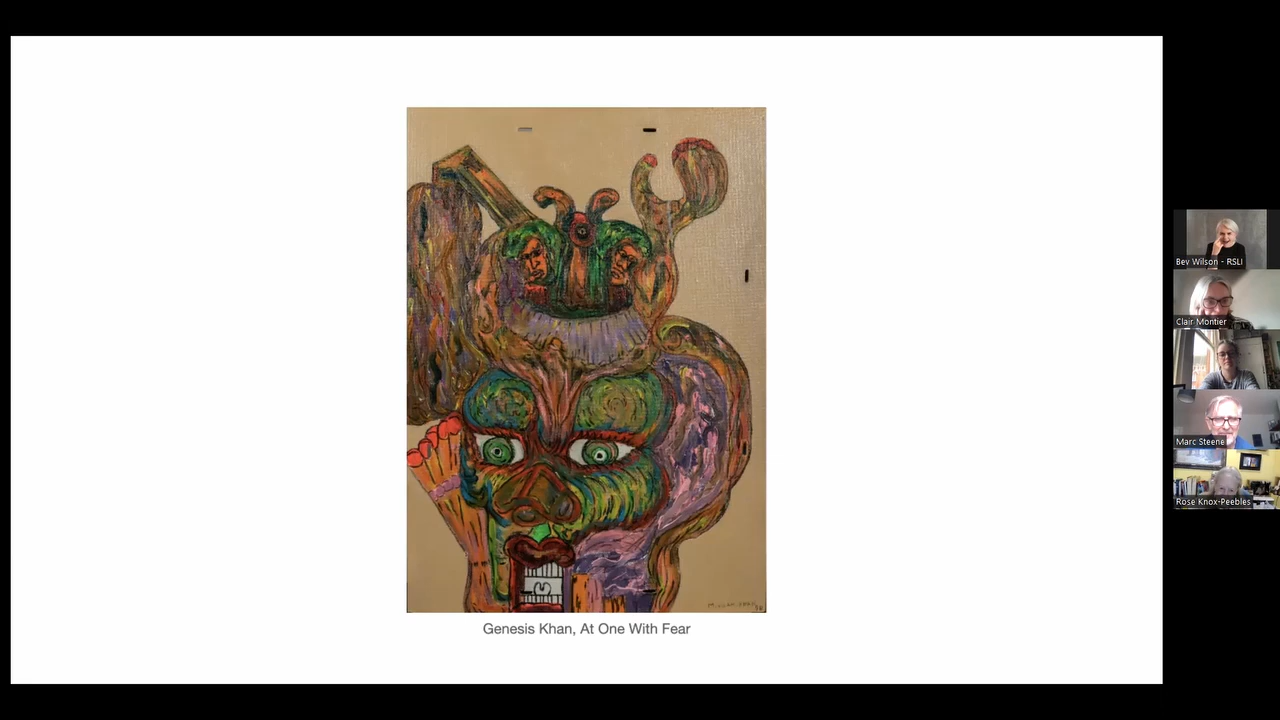 Genesis Khan, At One With Fear
Bev Wilson - RSLI
Clair Montier
Marc Steene
Rose Knox-Peebles